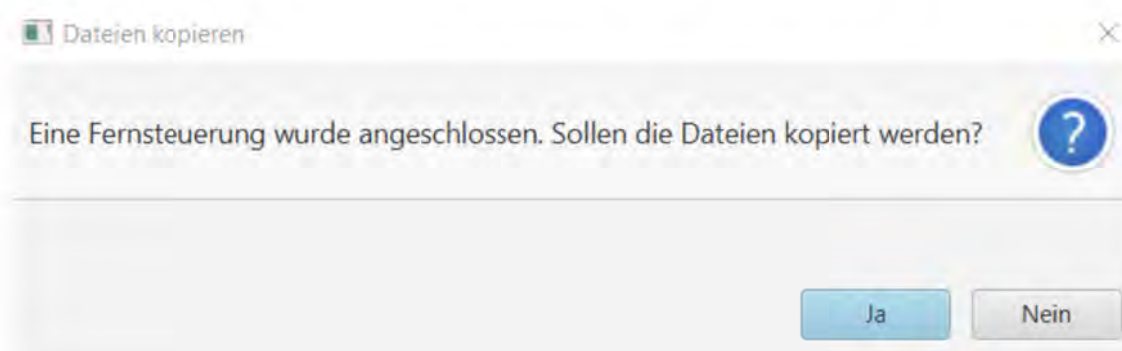 Dateien kopieren
Eine Fernsteuerung wurde angeschlossen. Sollen die Dateien kopiert werden?
?
Ja
Nein